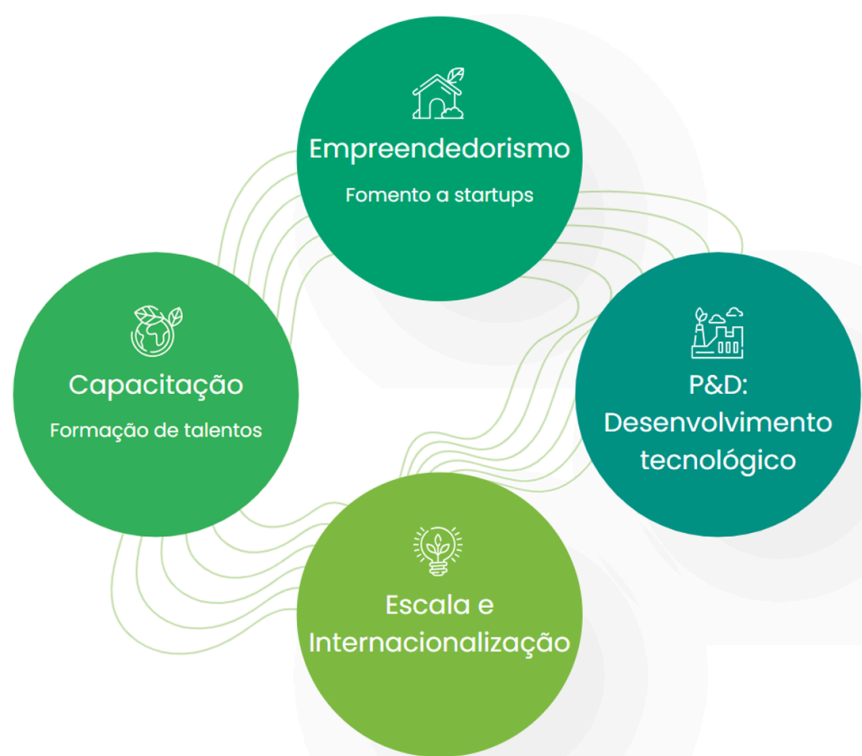 Empreendedorismo
Fomento a startups
Capacitação
Formação de talentos
P&D:
Desenvolvimento
tecnológico
Escala e
Internacionalização